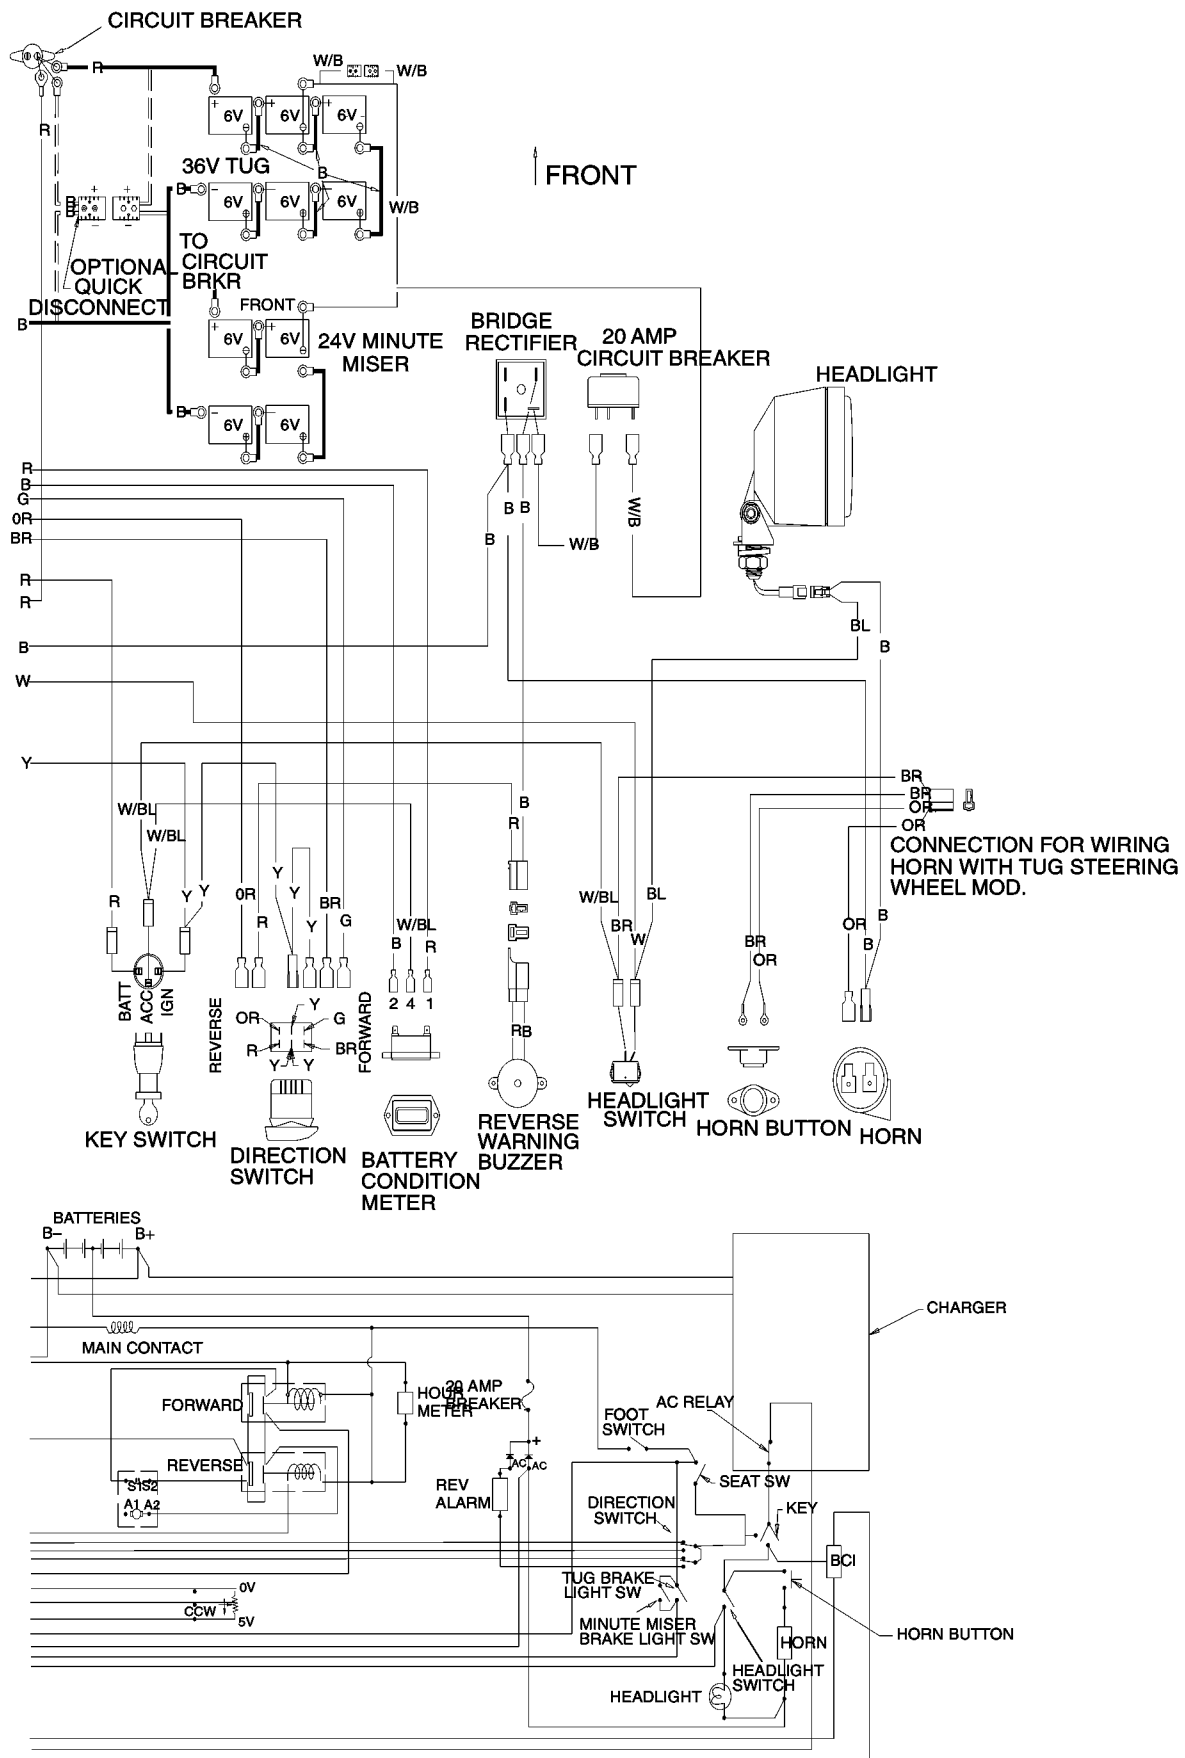 CIRCUIT BREAKER
W/B
W/B
R
R
6V
6V
6V
36V TUG
B
FRONT
B
6V
6V
6V
W/B
TO
CIRCUIT
BRKR
OPTIONAL
QUICK
DISCONNECT
B
FRONT
6V
6V
24V MINUTE
MISER
BRIDGE
RECTIFIER
20 AMP
CIRCUIT BREAKER
HEADLIGHT
B
6V
6V
R
B
G
0R
BR
R
R
B
W
Y
B
B
B
W/B
W/B
BL
B
W/BL
W/BL
B
R
BR
BR
OR
OR
CONNECTION FOR WIRING
HORN WITH TUG STEERING
WHEEL MOD.
R
Y
Y
0R
R
Y
Y
BR
G
W/BL
B
R
W/BL
BR
W
BL
BR
OR
OR
B
B
BATT
ACC
IGN
REVERSE
OR
Y
G
R
BR
Y
Y
FORWARD
2 4 1
R
B
KEY SWITCH
DIRECTION
SWITCH
BATTERY
CONDITION
METER
REVERSE
WARNING
BUZZER
HEADLIGHT
SWITCH
HORN BUTTON
HORN
BATTERIES
B-
B+
CHARGER
MAIN CONTACT
FORWARD
HOUR
METER
20 AMP
BREAKER
AC RELAY
FOOT
SWITCH
REVERSE
S1
S2
A1
A2
+
AC
AC
REV
ALARM
SEAT SW
DIRECTION
SWITCH
KEY
BCI
0V
CCW
5V
TUG BRAKE
LIGHT SW
MINUTE MISER
BRAKE LIGHT SW
HORN
HORN BUTTON
HEADLIGHT
SWITCH
HEADLIGHT